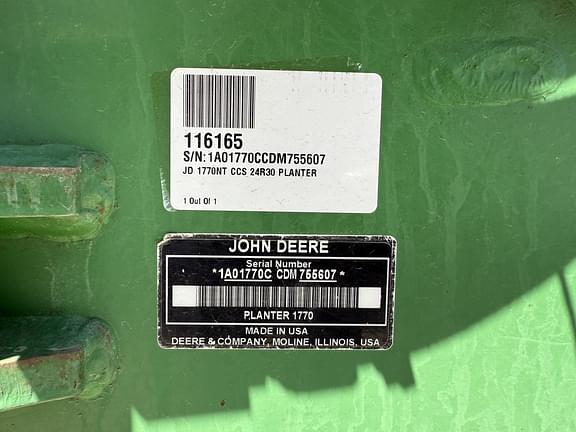 116165
S/N:1A01770CCDM755607
JD 1770NT CCS 24R30 PLANTER
1 Out Of 1
JOHN DEERE
Serial Number
*1A01770C CDM 755607 *
PLANTER 1770
MADE IN USA
DEERE & COMPANY, MOLINE, ILLINOIS, USA